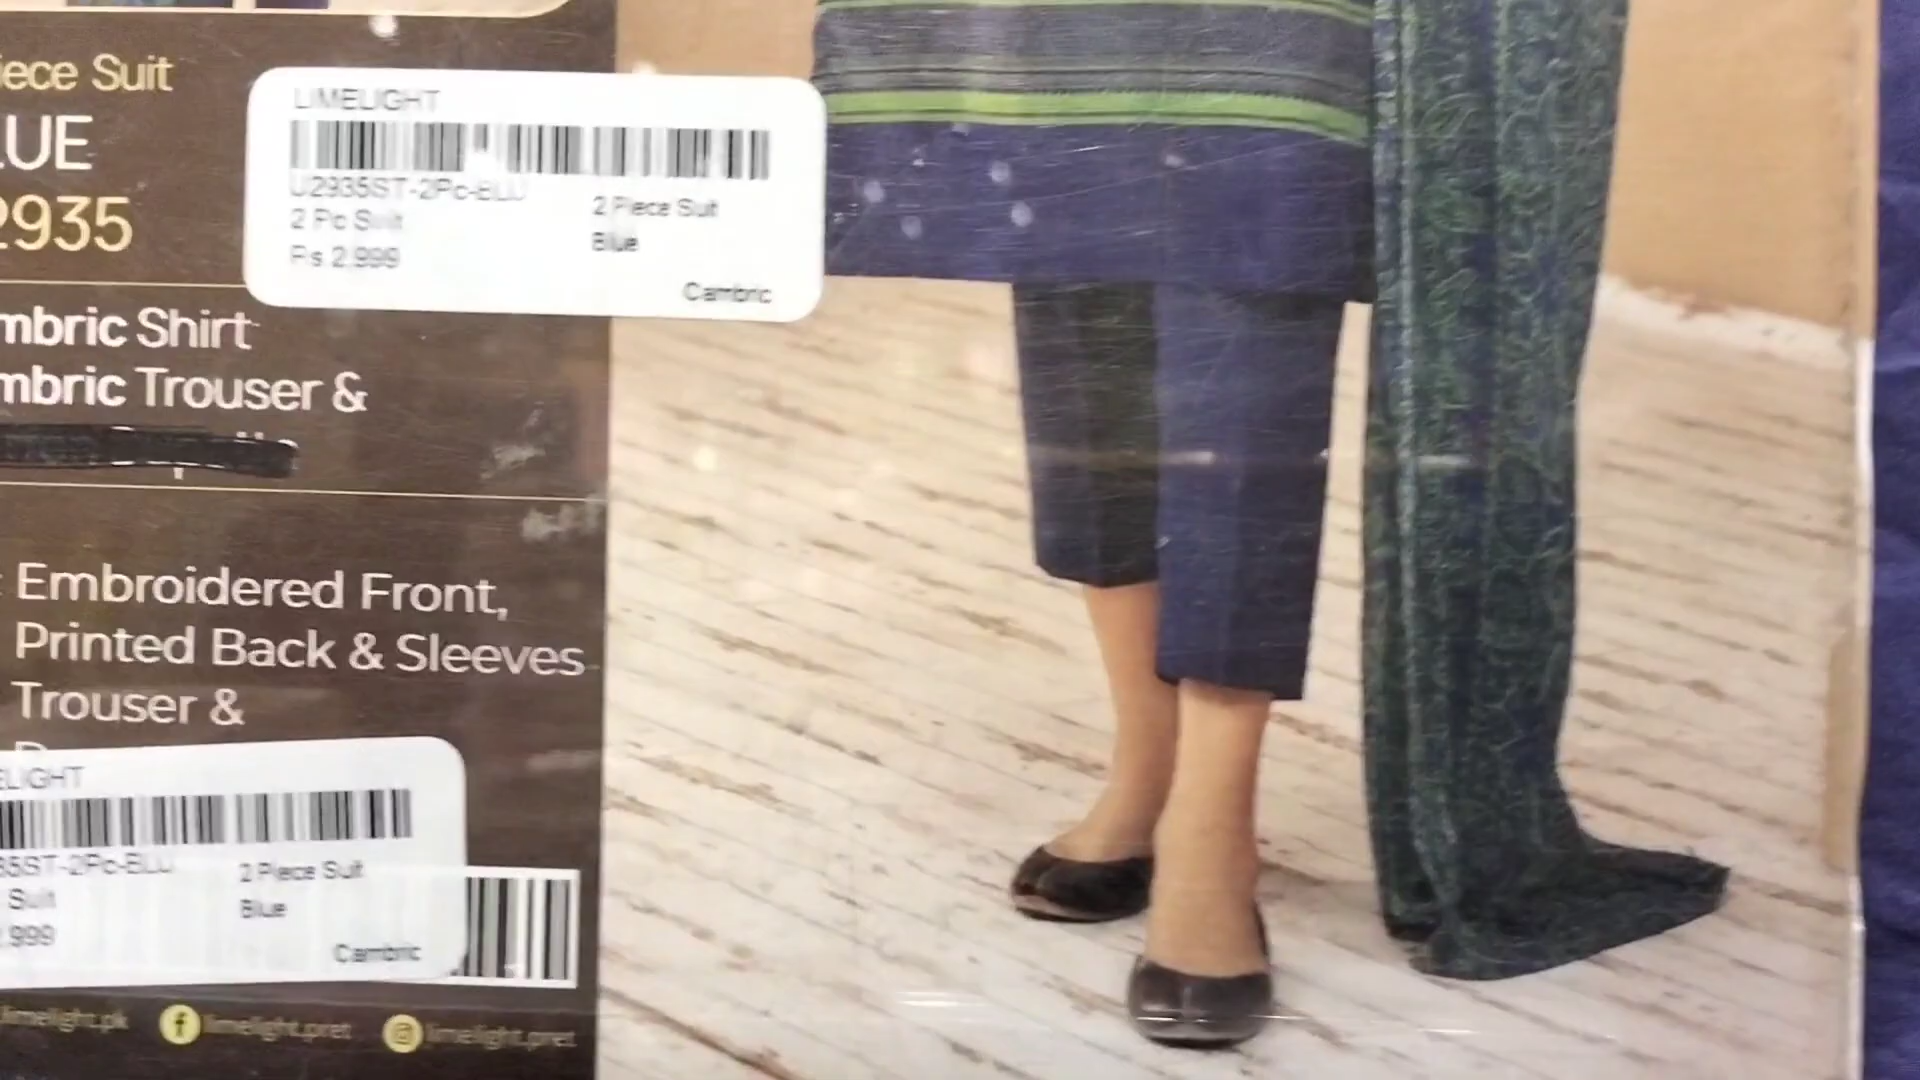 iece Suit
LUE
2935
LIMELIGHT
U2935ST-2Pc-BLU
2 Pc Suit
2 Piece Suit
Blue
Rs 2,999
Cambric
mbric Shirt
mbric Trouser &
Embroidered Front,
Printed Back & Sleeves
Trouser &
ELIGHT
35ST-2Pc-BLU
2 Piece Suit
Suit
Blue
.999
Cambric
limelight.pk
limelight.pret
limelight.pret